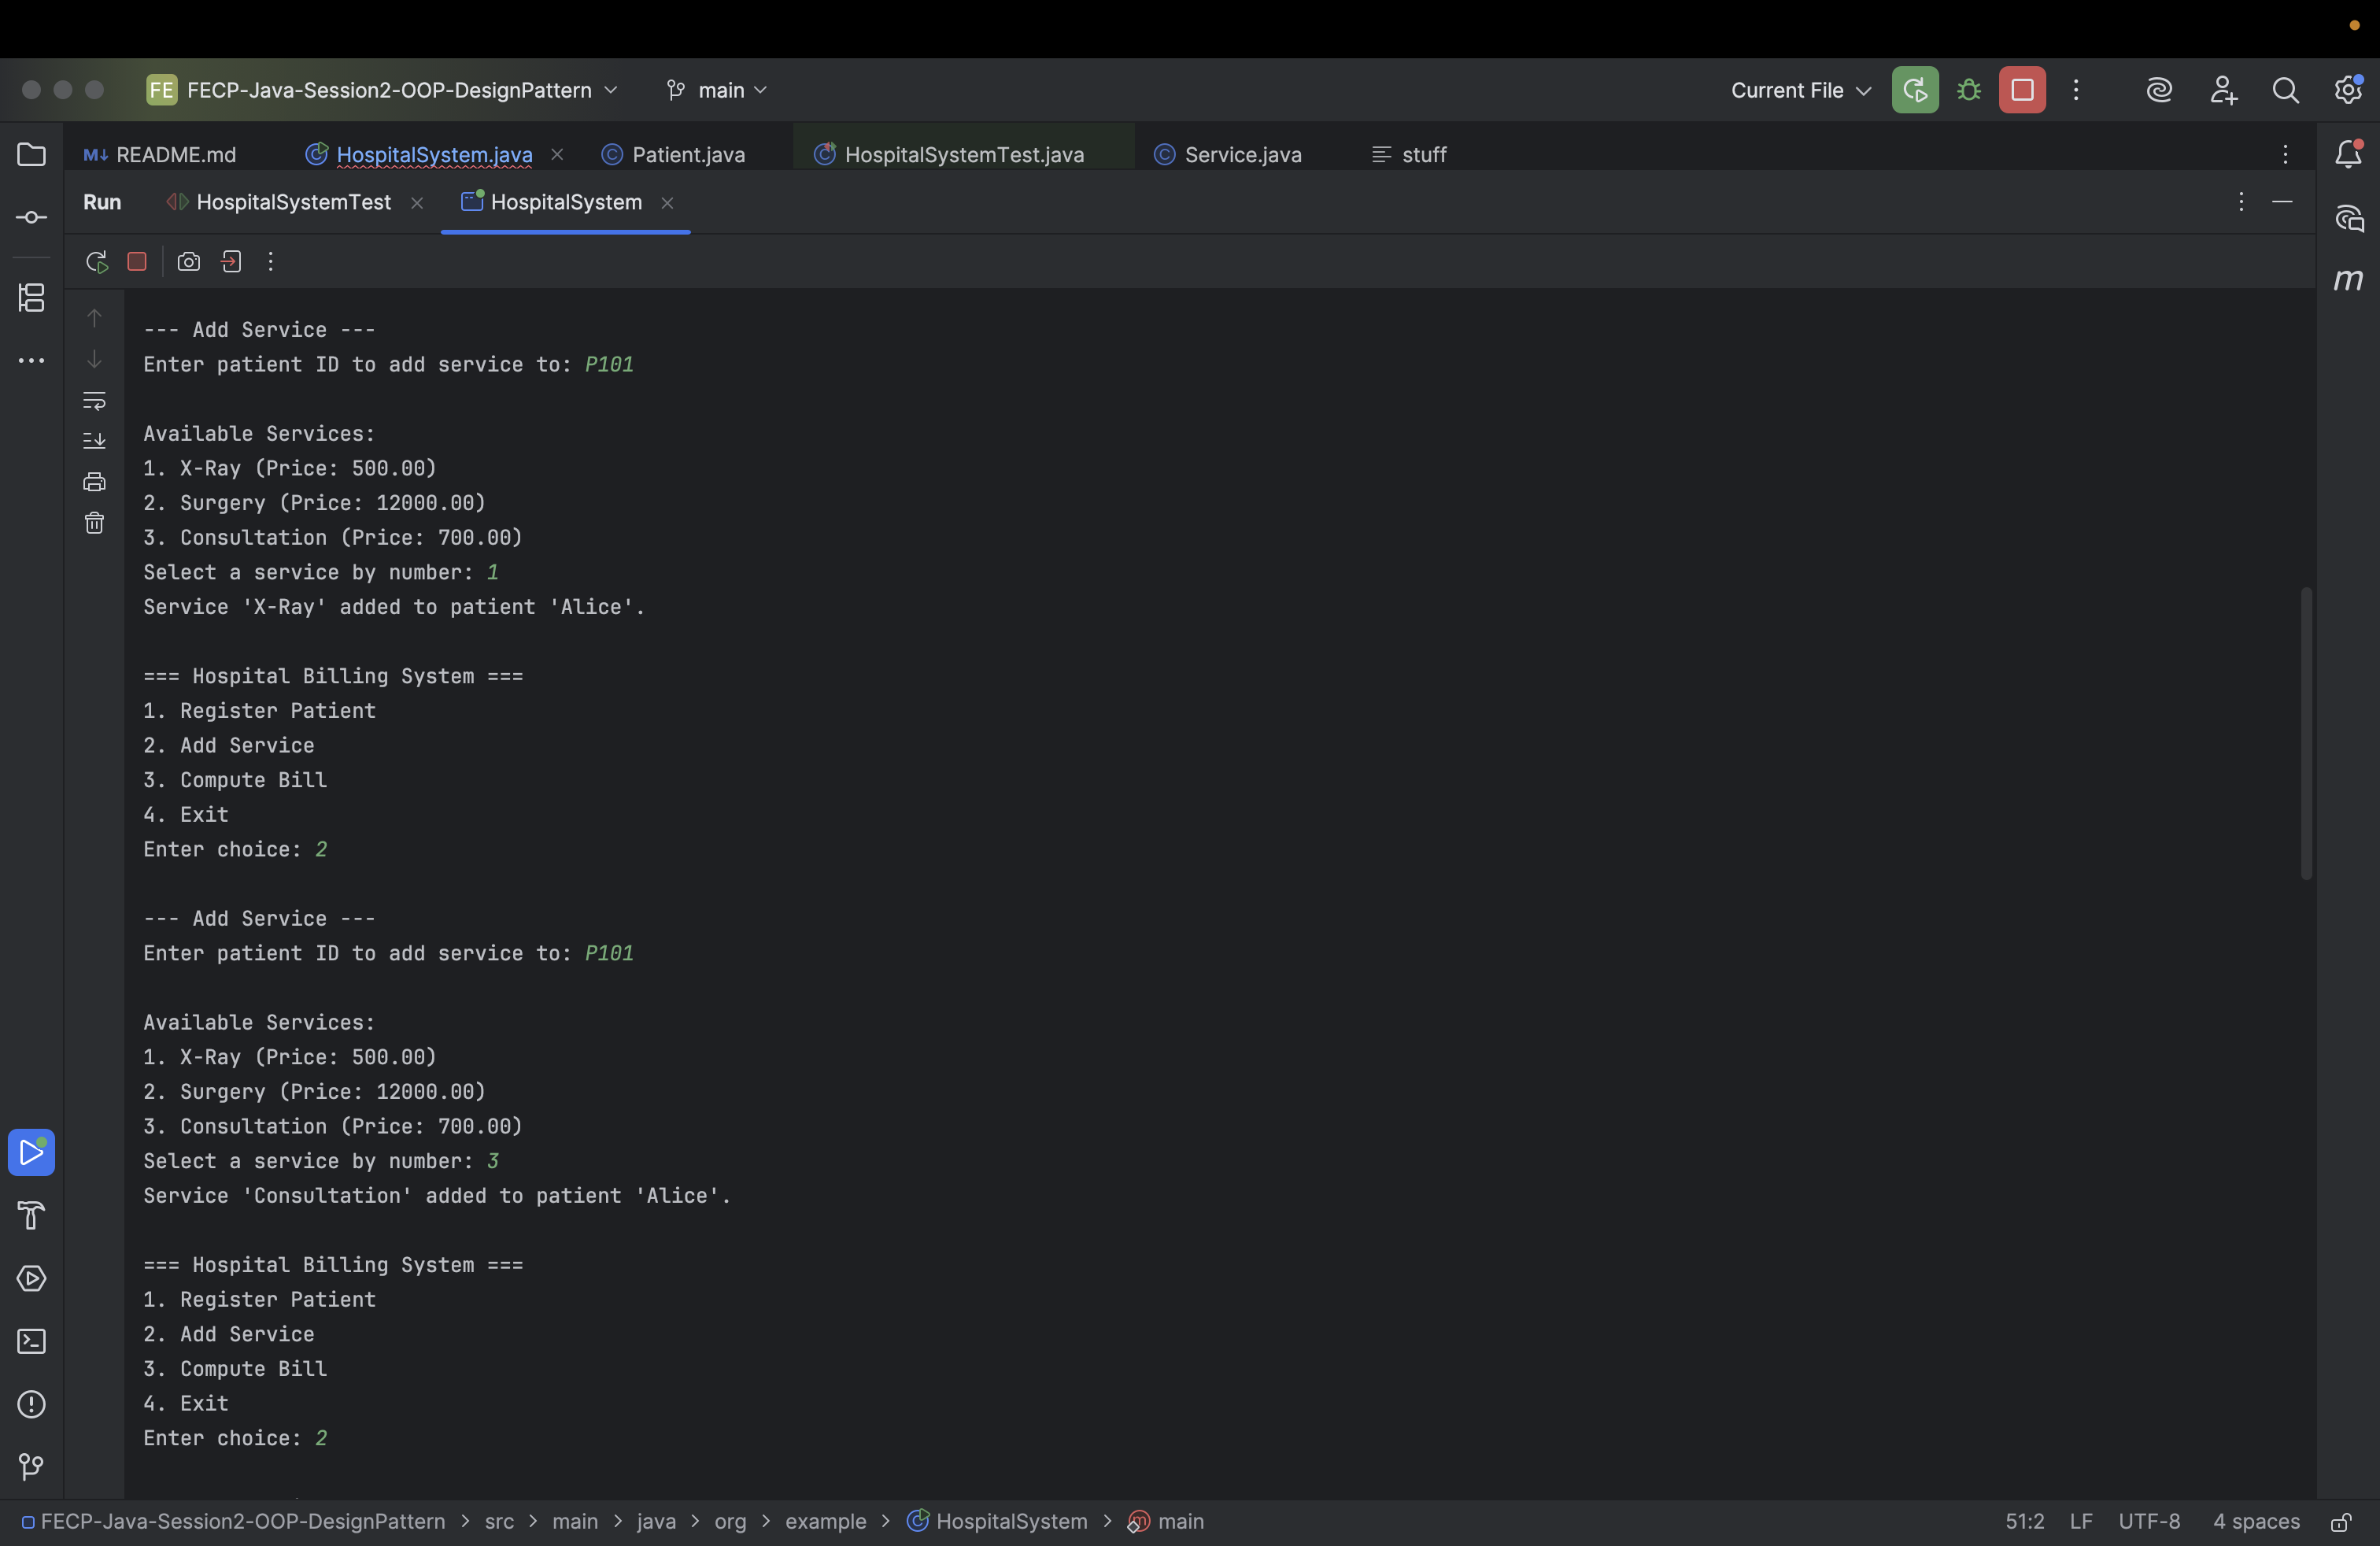 FE FECP-Java-Session2-OOP-DesignPattern main Current File
M↓ README.md HospitalSystem.java Patient.java HospitalSystemTest.java Service.java stuff
Run HospitalSystemTest HospitalSystem
--- Add Service ---
Enter patient ID to add service to: P101
Available Services:
1. X-Ray (Price: 500.00)
2. Surgery (Price: 12000.00)
3. Consultation (Price: 700.00)
Select a service by number: 1
Service 'X-Ray' added to patient 'Alice'.
=== Hospital Billing System ===
1. Register Patient
2. Add Service
3. Compute Bill
4. Exit
Enter choice: 2
--- Add Service ---
Enter patient ID to add service to: P101
Available Services:
1. X-Ray (Price: 500.00)
2. Surgery (Price: 12000.00)
3. Consultation (Price: 700.00)
Select a service by number: 3
Service 'Consultation' added to patient 'Alice'.
=== Hospital Billing System ===
1. Register Patient
2. Add Service
3. Compute Bill
4. Exit
Enter choice: 2
FECP-Java-Session2-OOP-DesignPattern > src > main > java > org > example > HospitalSystem > main 51:2 LF UTF-8 4 spaces